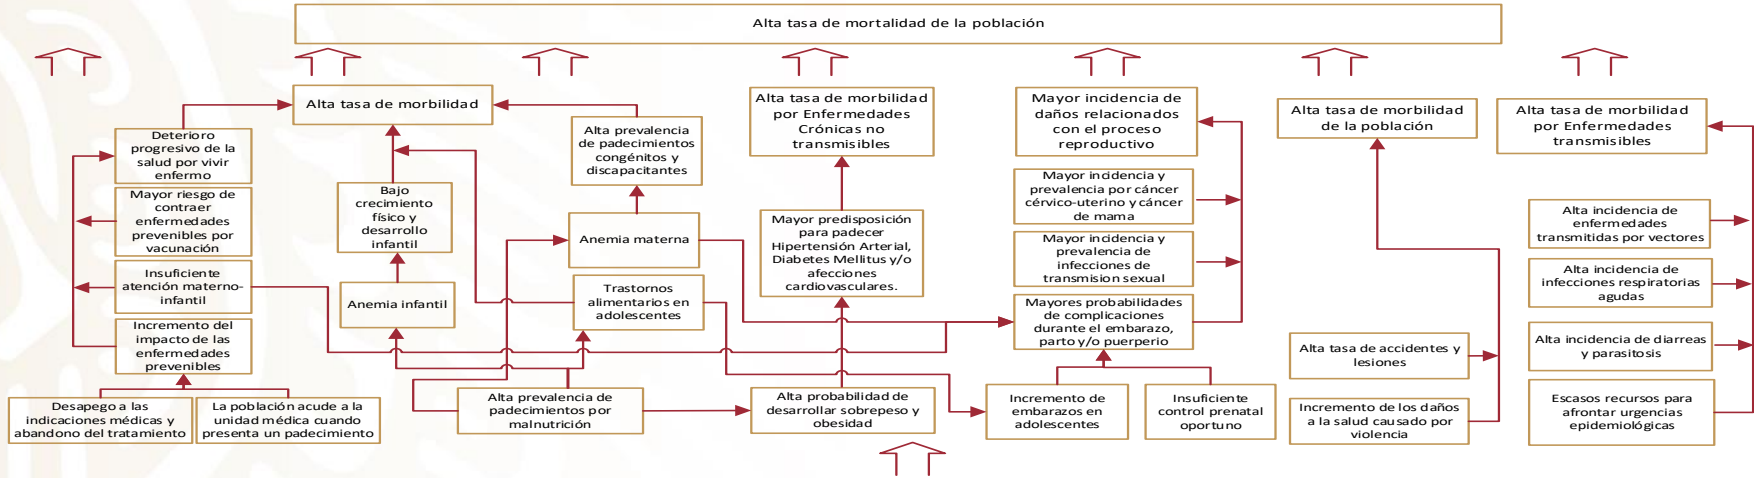 Alta tasa de mortalidad de la población
Alta tasa de morbilidad
Deterioro
progresivo de la
salud por vivir
enfermo
Mayor riesgo de
contraer
enfermedades
prevenibles por
vacunación
Insuficiente
atención materno-
infantil
Incremento del
impacto de las
enfermedades
prevenibles
Desapego a las
indicaciones médicas y
abandono del tratamiento
La población acude a la
unidad médica cuando
presenta un padecimiento
Bajo
crecimiento
físico y
desarrollo
infantil
Anemia infantil
Alta prevalencia
de padecimientos
congénitos y
discapacitantes
Anemia materna
Trastornos
alimentarios en
adolescentes
Alta prevalencia de
padecimientos por
malnutrición
Alta tasa de morbilidad
por Enfermedades
Crónicas no
transmisibles
Mayor predisposición
para padecer
Hipertensión Arterial,
Diabetes Mellitus y/o
afecciones
cardiovasculares.
Alta probabilidad de
desarrollar sobrepeso y
obesidad
Mayor incidencia de
daños relacionados
con el proceso
reproductivo
Mayor incidencia y
prevalencia por cáncer
cérvico-uterino y cáncer
de mama
Mayor incidencia y
prevalencia de
infecciones de
transmision sexual
Mayores probabilidades
de complicaciones
durante el embarazo,
parto y/o puerperio
Incremento de
embarazos en
adolescentes
Insuficiente
control prenatal
oportuno
Alta tasa de morbilidad
de la población
Alta tasa de accidentes y
lesiones
Incremento de los daños
a la salud causado por
violencia
Alta tasa de morbilidad
por Enfermedades
transmisibles
Alta incidencia de
enfermedades
transmitidas por vectores
Alta incidencia de
infecciones respiratorias
agudas
Alta incidencia de diarreas
y parasitosis
Escasos recursos para
afrontar urgencias
epidemiológicas